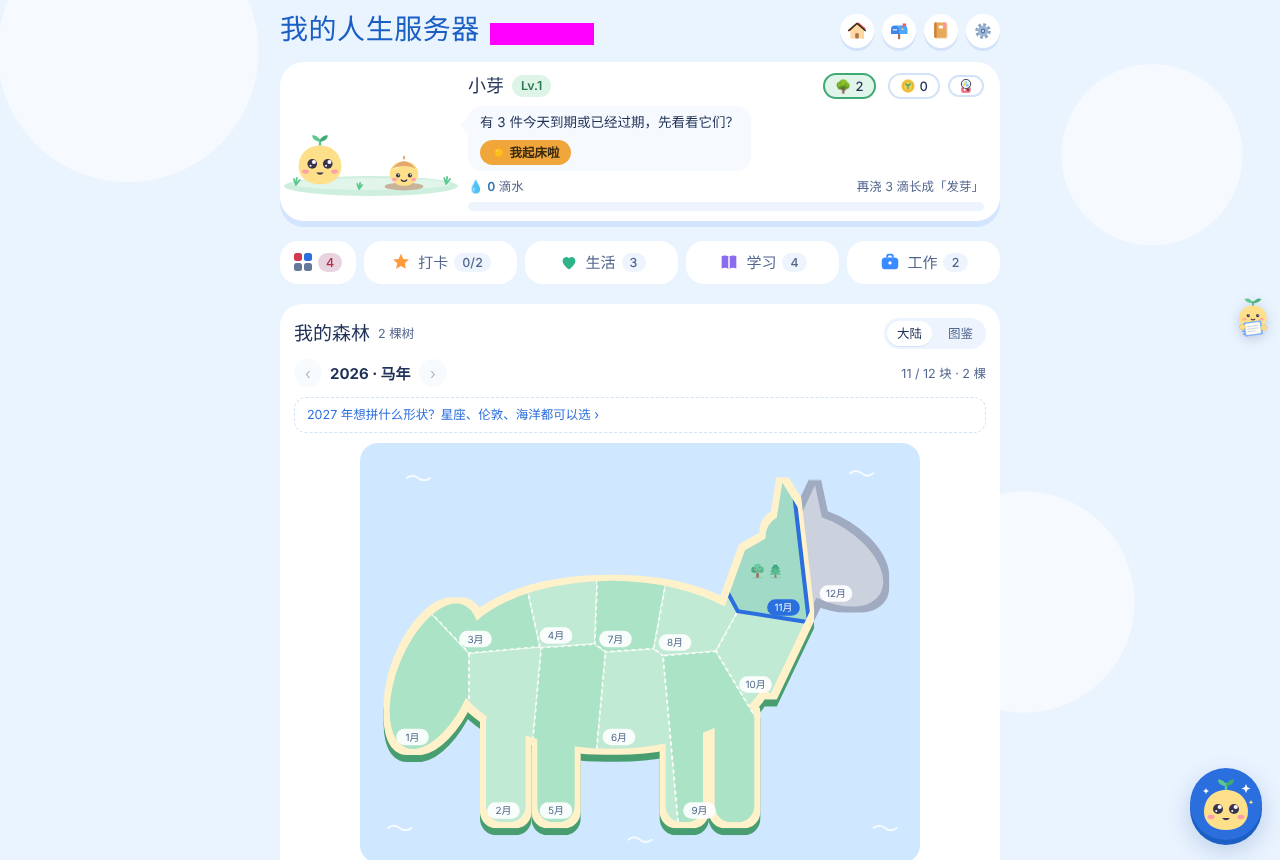 我的人生服务器
小芽 Lv.1
2
0
有 3 件今天到期或已经过期，先看看它们？
我起床啦
0 滴水
再浇 3 滴长成「发芽」
4
打卡 0/2
生活 3
学习 4
工作 2
我的森林 2 棵树
大陆 图鉴
‹ 2026 · 马年 ›
11 / 12 块 · 2 棵
2027 年想拼什么形状？星座、伦敦、海洋都可以选 ›
12月
11月
3月
4月
7月
8月
10月
1月
6月
2月
5月
9月